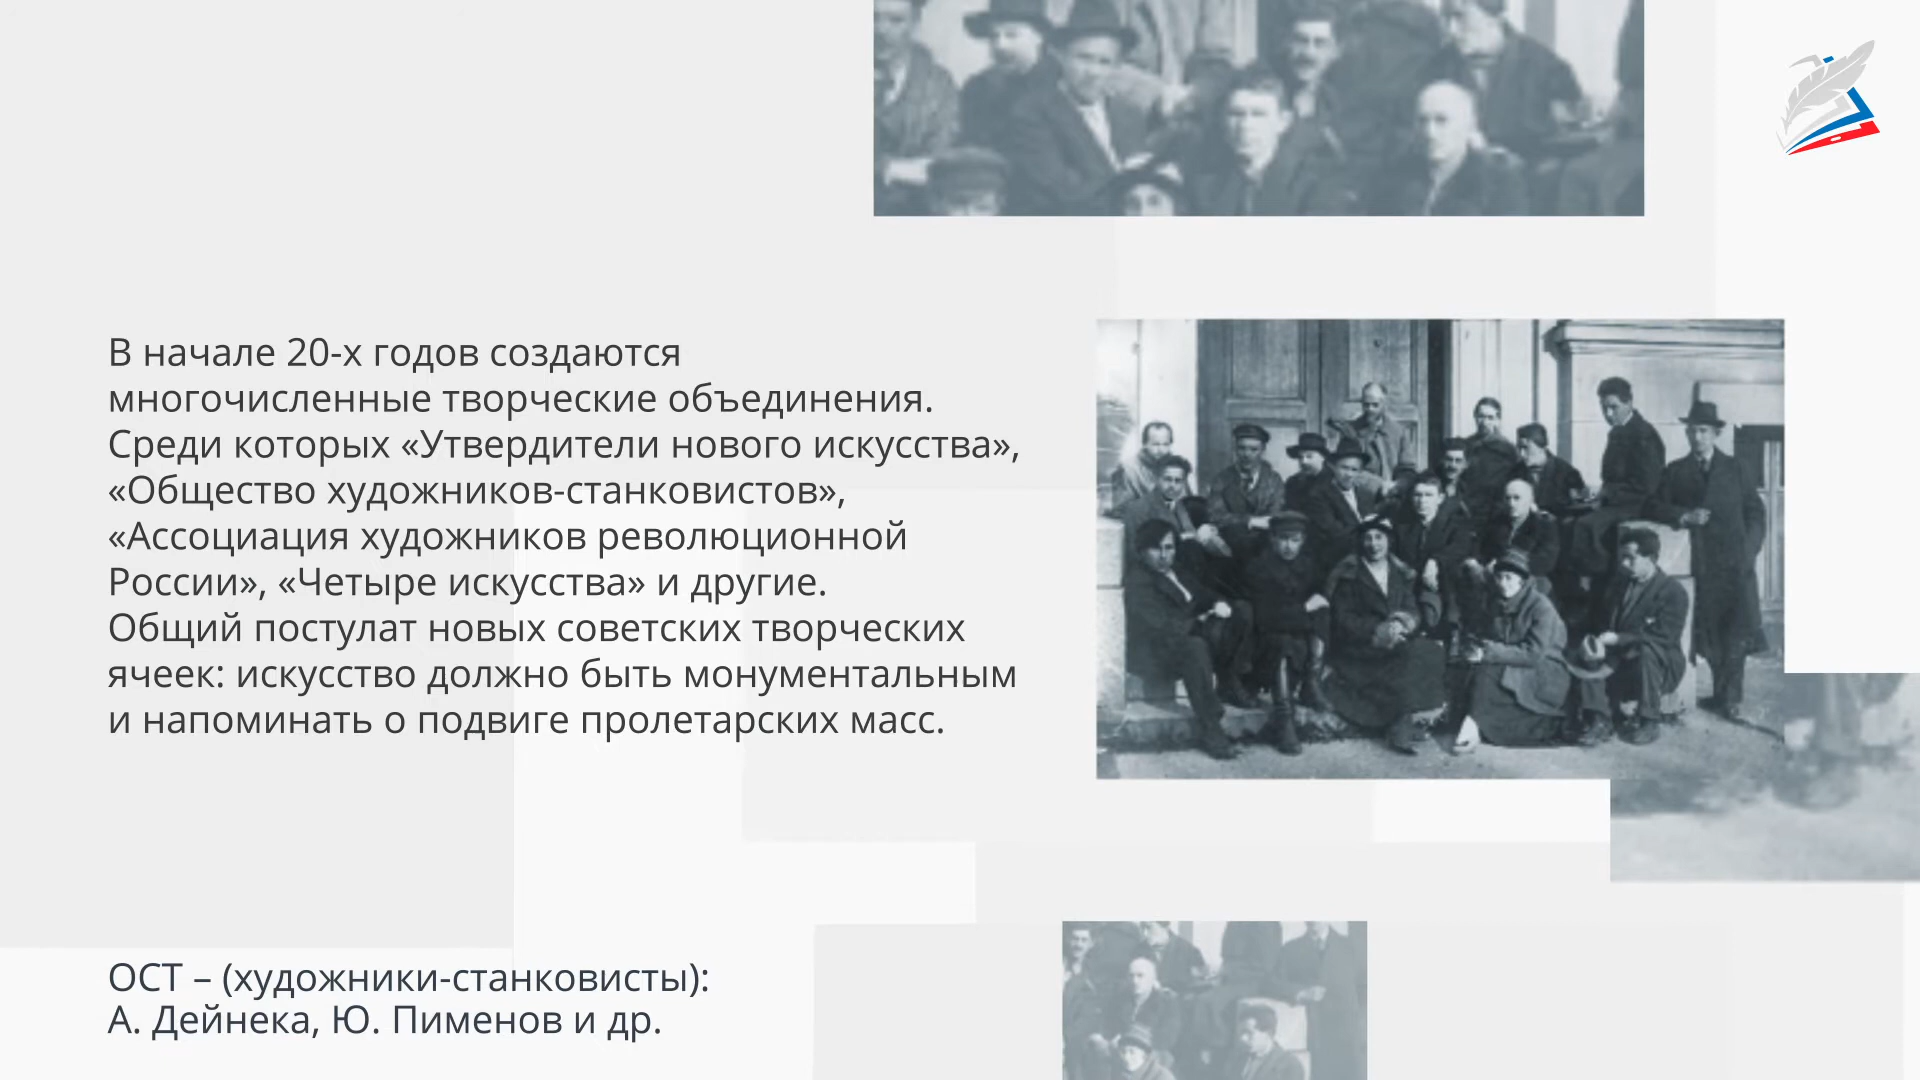 В начале 20-х годов создаются
многочисленные творческие объединения.
Среди которых «Утвердители нового искусства»,
«Общество художников-станковистов»,
«Ассоциация художников революционной
России», «Четыре искусства» и другие.
Общий постулат новых советских творческих
ячеек: искусство должно быть монументальным
и напоминать о подвиге пролетарских масс.
ОСТ – (художники-станковисты):
А. Дейнека, Ю. Пименов и др.